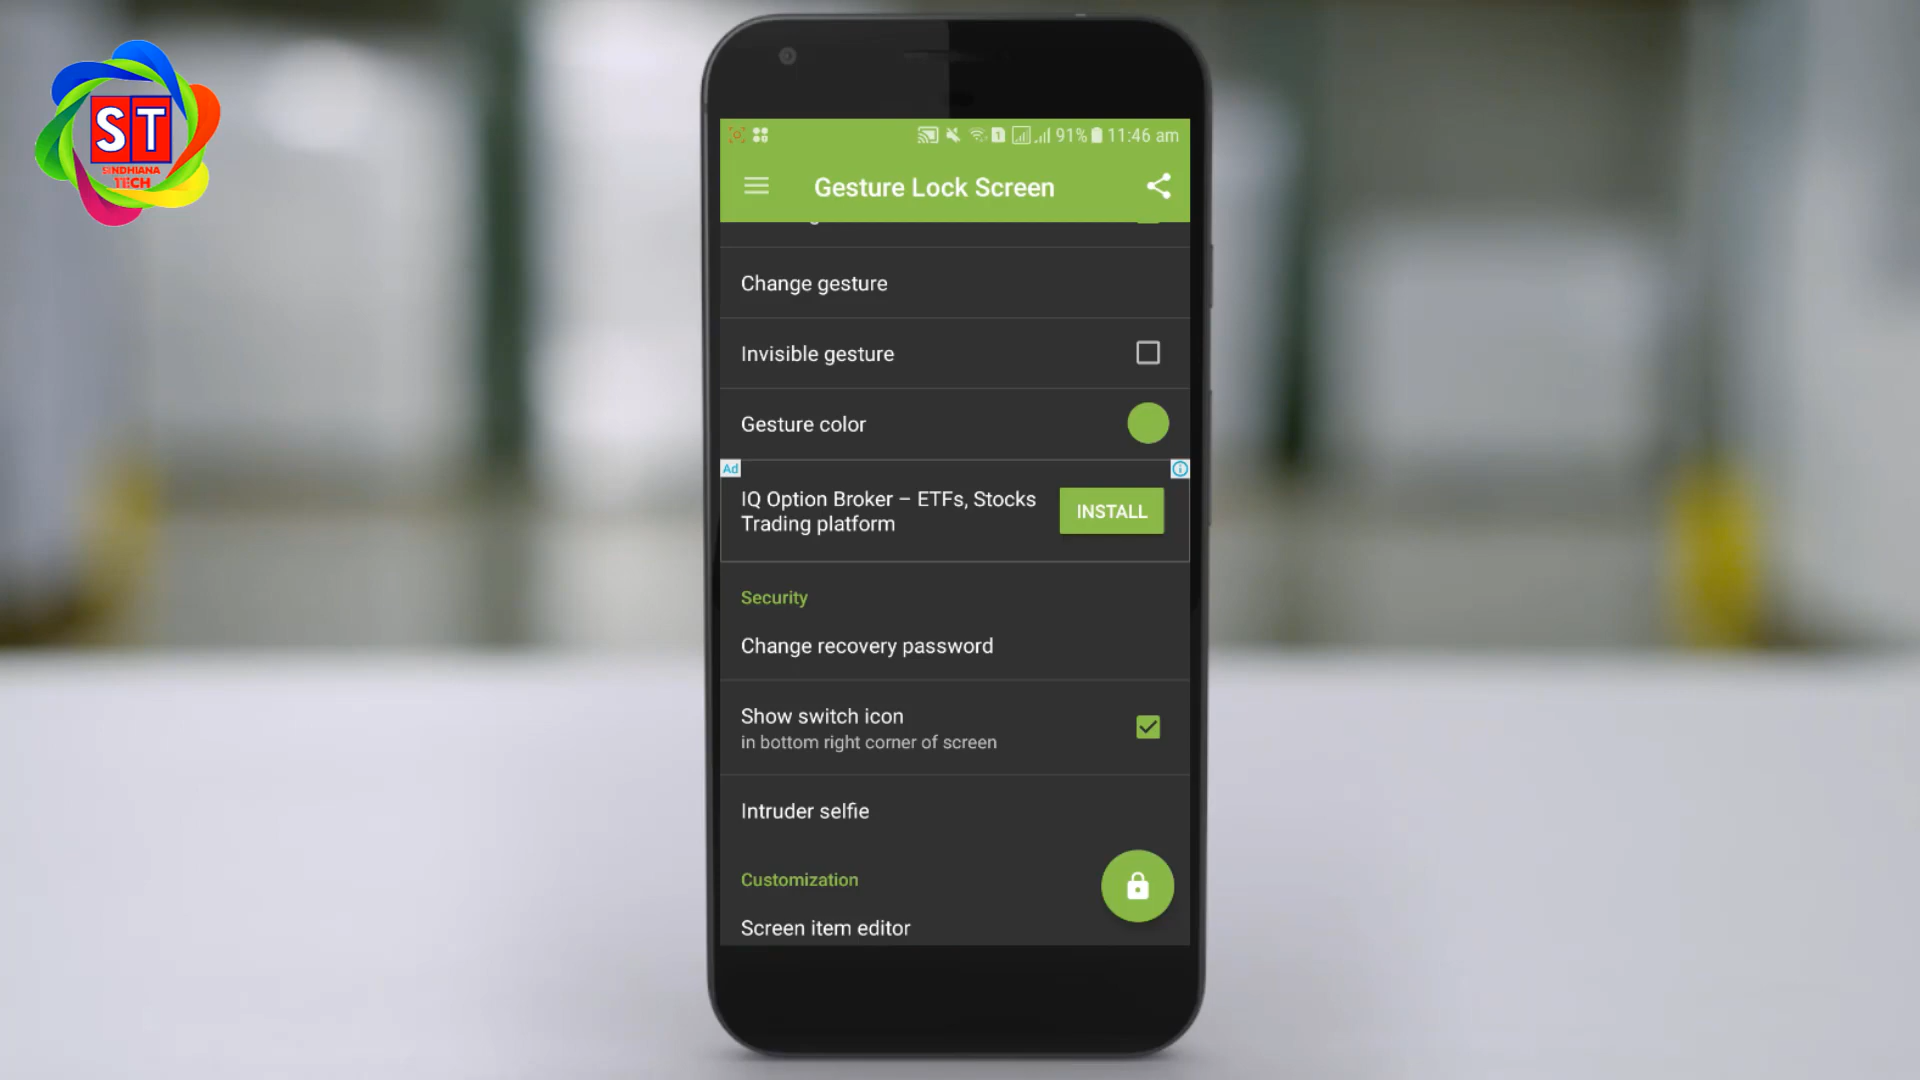 ST
SINDHIANA
TECH
91% 11:46 am
Gesture Lock Screen
Change gesture
Invisible gesture
Gesture color
Ad
IQ Option Broker – ETFs, Stocks
Trading platform
INSTALL
Security
Change recovery password
Show switch icon
in bottom right corner of screen
Intruder selfie
Customization
Screen item editor